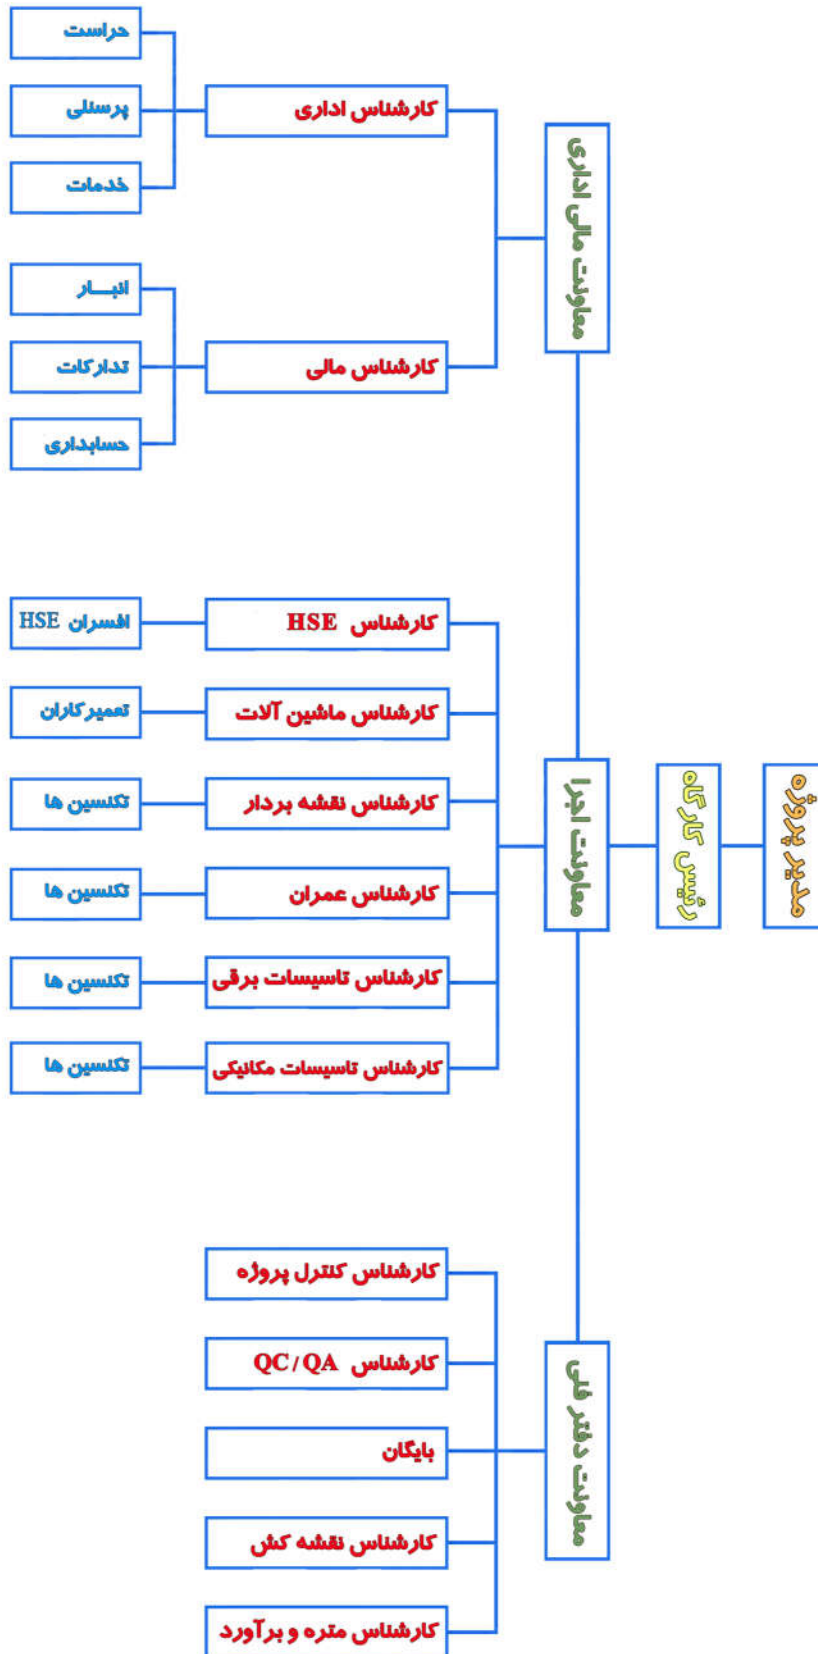 مدیر پروژه
رئیس کارگاه
معاونت مالی اداری
کارشناس اداری
حراست
پرسنلی
خدمات
کارشناس مالی
انبـــار
تدارکات
حسابداری
معاونت اجرا
کارشناس HSE
افسران HSE
کارشناس ماشین آلات
تعمیرکاران
کارشناس نقشه بردار
تکنسین ها
کارشناس عمران
تکنسین ها
کارشناس تاسیسات برقی
تکنسین ها
کارشناس تاسیسات مکانیکی
تکنسین ها
معاونت دفتر فنی
کارشناس کنترل پروژه
کارشناس QC/QA
بایگان
کارشناس نقشه کش
کارشناس متره و برآورد